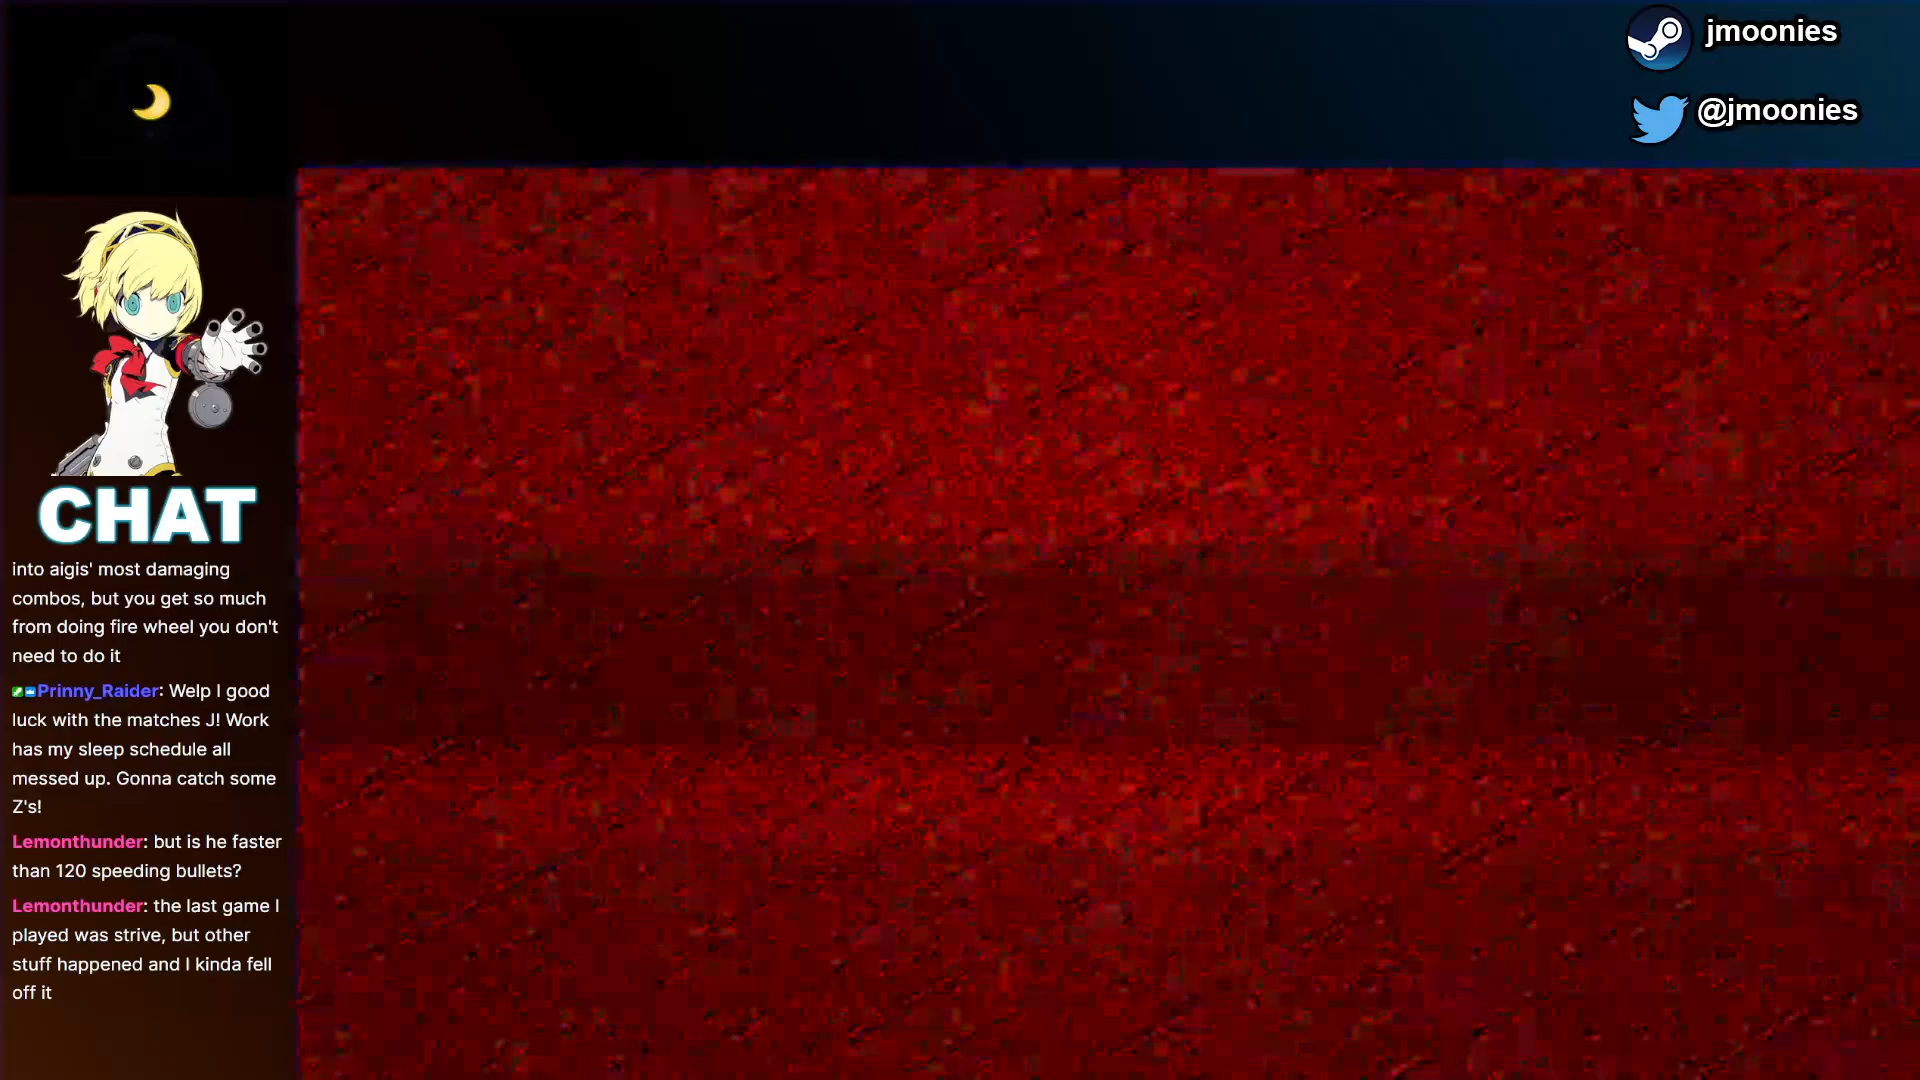 jmoonies
@jmoonies
CHAT
into aigis' most damaging
combos, but you get so much
from doing fire wheel you don't
need to do it
Prinny_Raider: Welp I good
luck with the matches J! Work
has my sleep schedule all
messed up. Gonna catch some
Z's!
Lemonthunder: but is he faster
than 120 speeding bullets?
Lemonthunder: the last game I
played was strive, but other
stuff happened and I kinda fell
off it